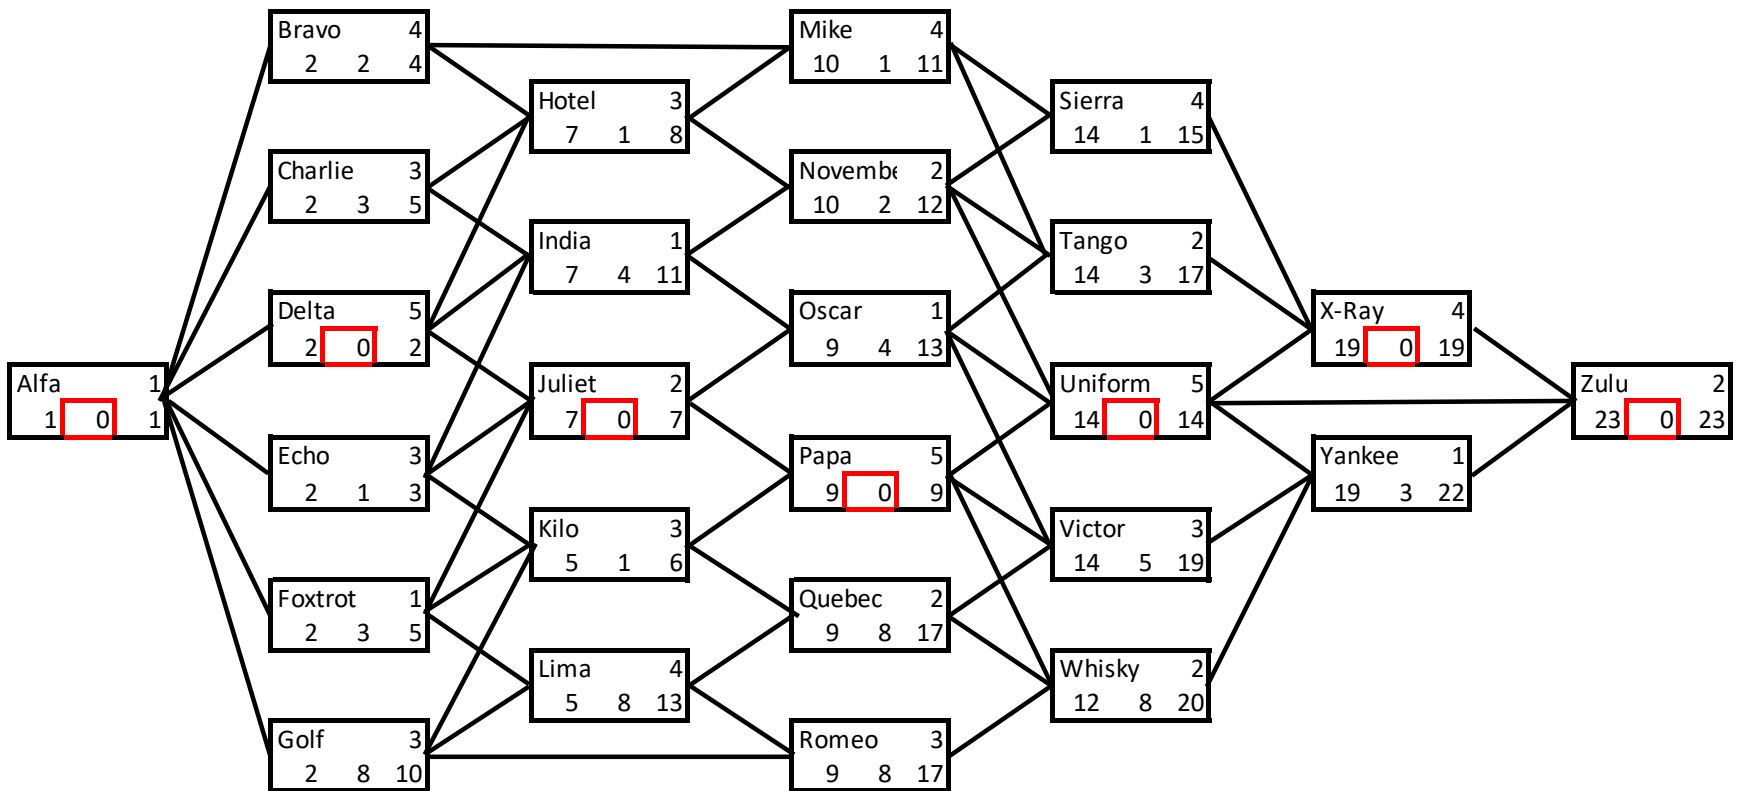 Bravo 4
2 2 4
Mike 4
10 1 11
Hotel 3
7 1 8
Sierra 4
14 1 15
Charlie 3
2 3 5
Novembe 2
10 2 12
India 1
7 4 11
Tango 2
14 3 17
Delta 5
2 0 2
Oscar 1
9 4 13
X-Ray 4
19 0 19
Alfa 1
1 0 1
Juliet 2
7 0 7
Uniform 5
14 0 14
Zulu 2
23 0 23
Echo 3
2 1 3
Papa 5
9 0 9
Yankee 1
19 3 22
Kilo 3
5 1 6
Victor 3
14 5 19
Foxtrot 1
2 3 5
Quebec 2
9 8 17
Lima 4
5 8 13
Whisky 2
12 8 20
Golf 3
2 8 10
Romeo 3
9 8 17